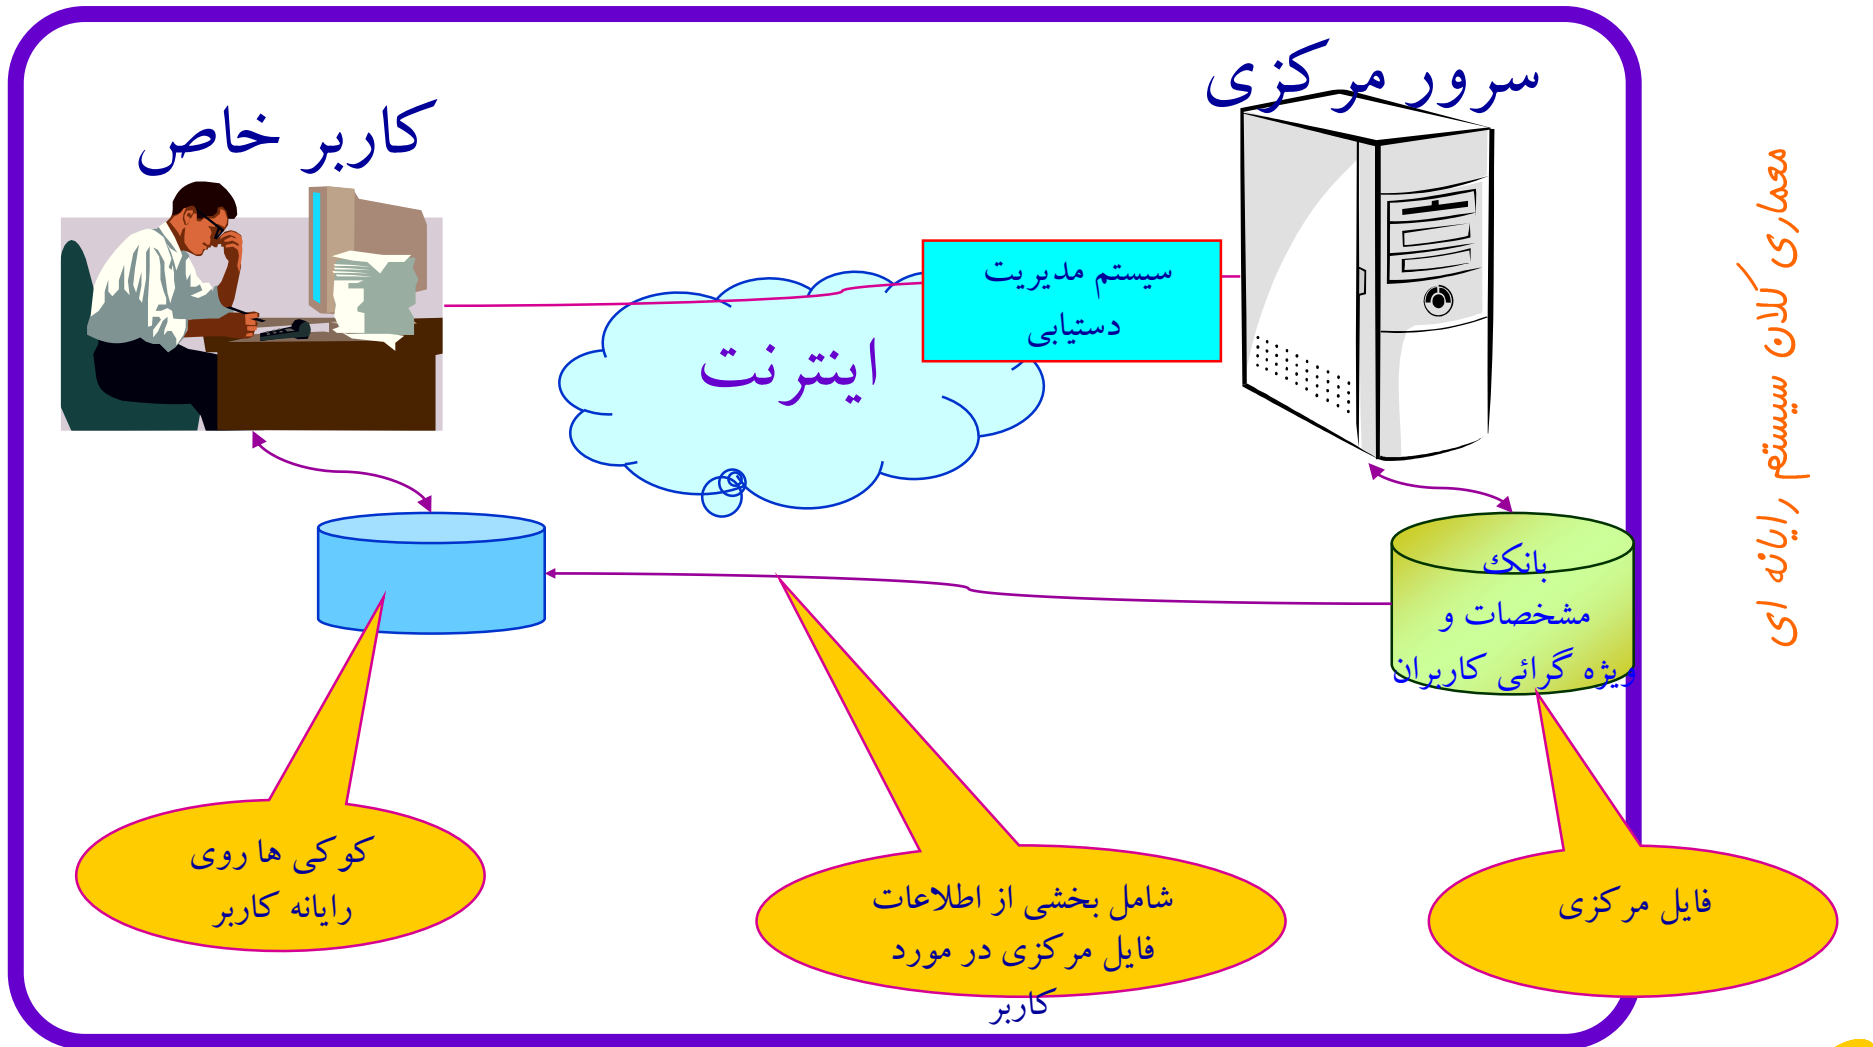 سرور مرکزی
کاربر خاص
سیستم مدیریت
دستیابی
اینترنت
بانک
مشخصات و
ویژه گرائی کاربران
کوکی ها روی
رایانه کاربر
شامل بخشی از اطلاعات
فایل مرکزی در مورد
کاربر
فایل مرکزی
معماری کلان سیستم رایانه ای